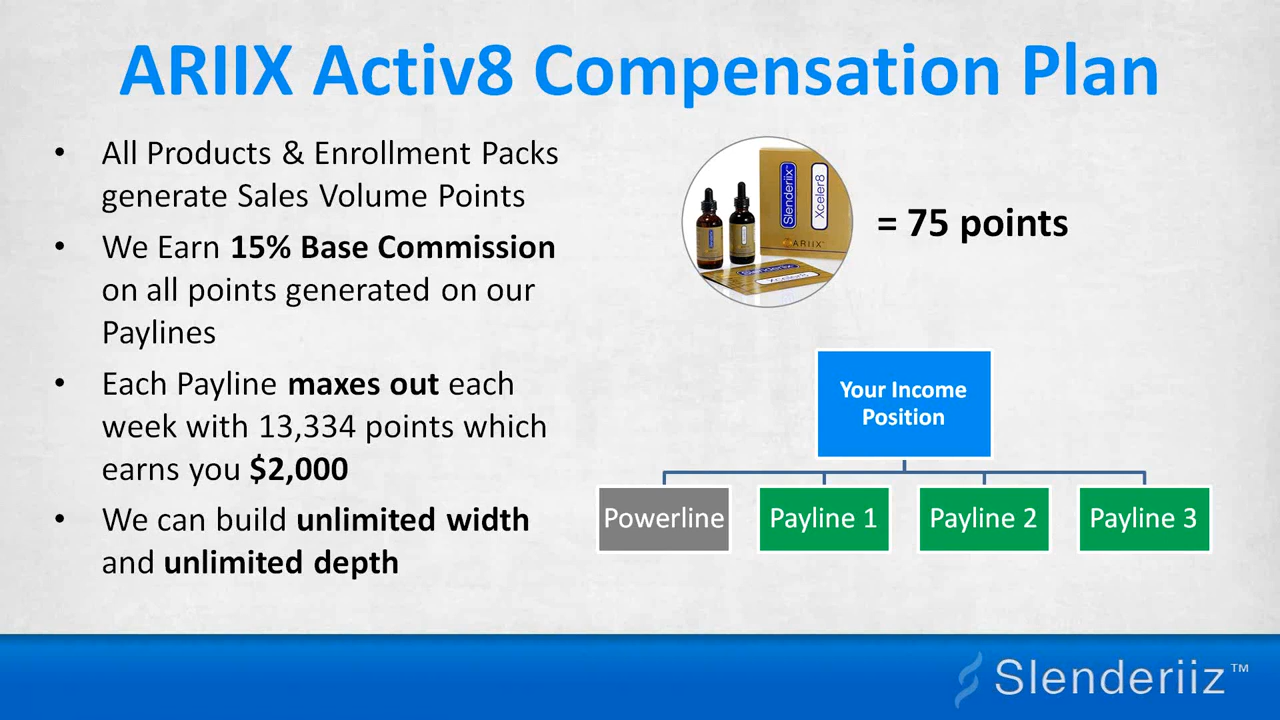 ARIIX Activ8 Compensation Plan
• All Products & Enrollment Packs
generate Sales Volume Points
• We Earn 15% Base Commission
on all points generated on our
Paylines
• Each Payline maxes out each
week with 13,334 points which
earns you $2,000
• We can build unlimited width
and unlimited depth
Slenderiix™
Xceler8
ARIIX
Slenderiix
Xceler8
= 75 points
Your Income
Position
Powerline
Payline 1
Payline 2
Payline 3
Slenderiiz™